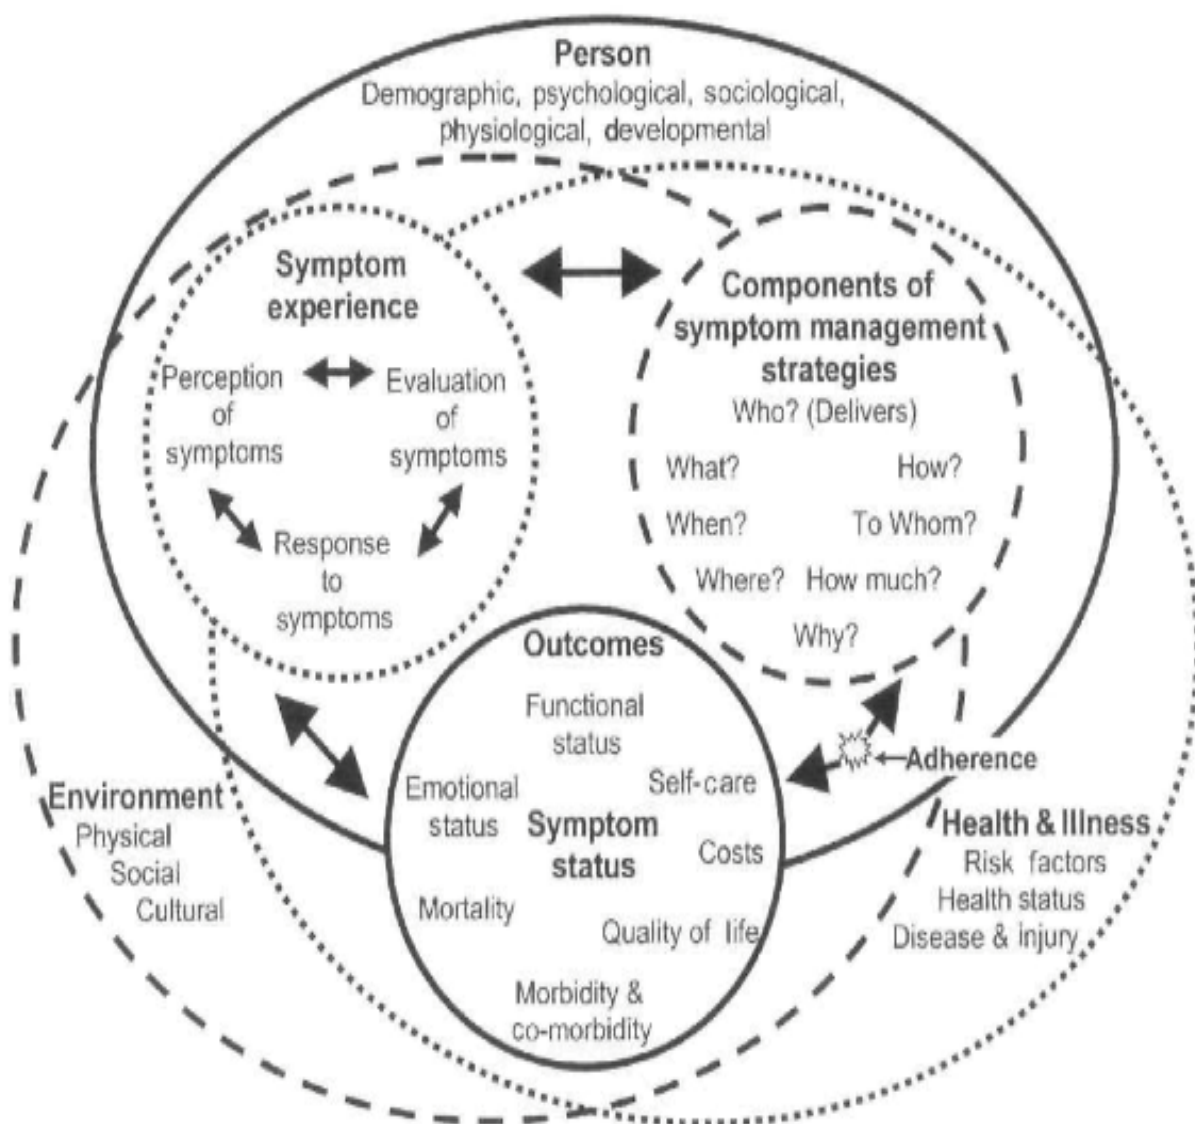 Person
Demographic, psychological, sociological,
physiological, developmental
Symptom
experience
Perception
of
symptoms
Evaluation
of
symptoms
Response
to
symptoms
Components of
symptom management
strategies
Who? (Delivers)
What?
How?
When?
To Whom?
Where?
How much?
Why?
Outcomes
Functional
status
Emotional
status
Self-care
Symptom
status
Costs
Mortality
Quality of life
Morbidity &
co-morbidity
Adherence
Environment
Physical
Social
Cultural
Health & Illness
Risk factors
Health status
Disease & injury